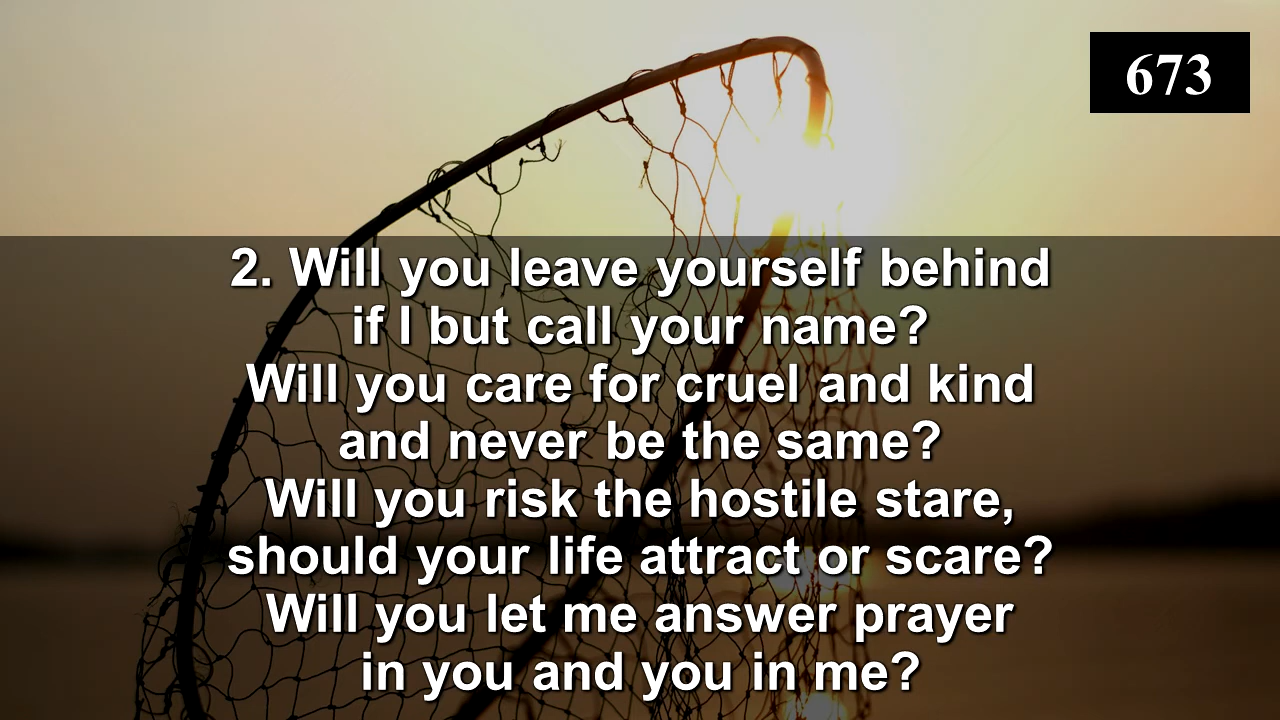 673
2. Will you leave yourself behind
if I but call your name?
Will you care for cruel and kind
and never be the same?
Will you risk the hostile stare,
should your life attract or scare?
Will you let me answer prayer
in you and you in me?